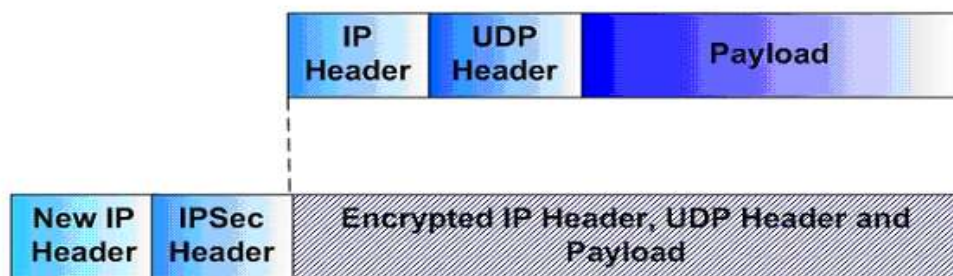 IP
Header
UDP
Header
Payload
New IP
Header
IPSec
Header
Encrypted IP Header, UDP Header and
Payload